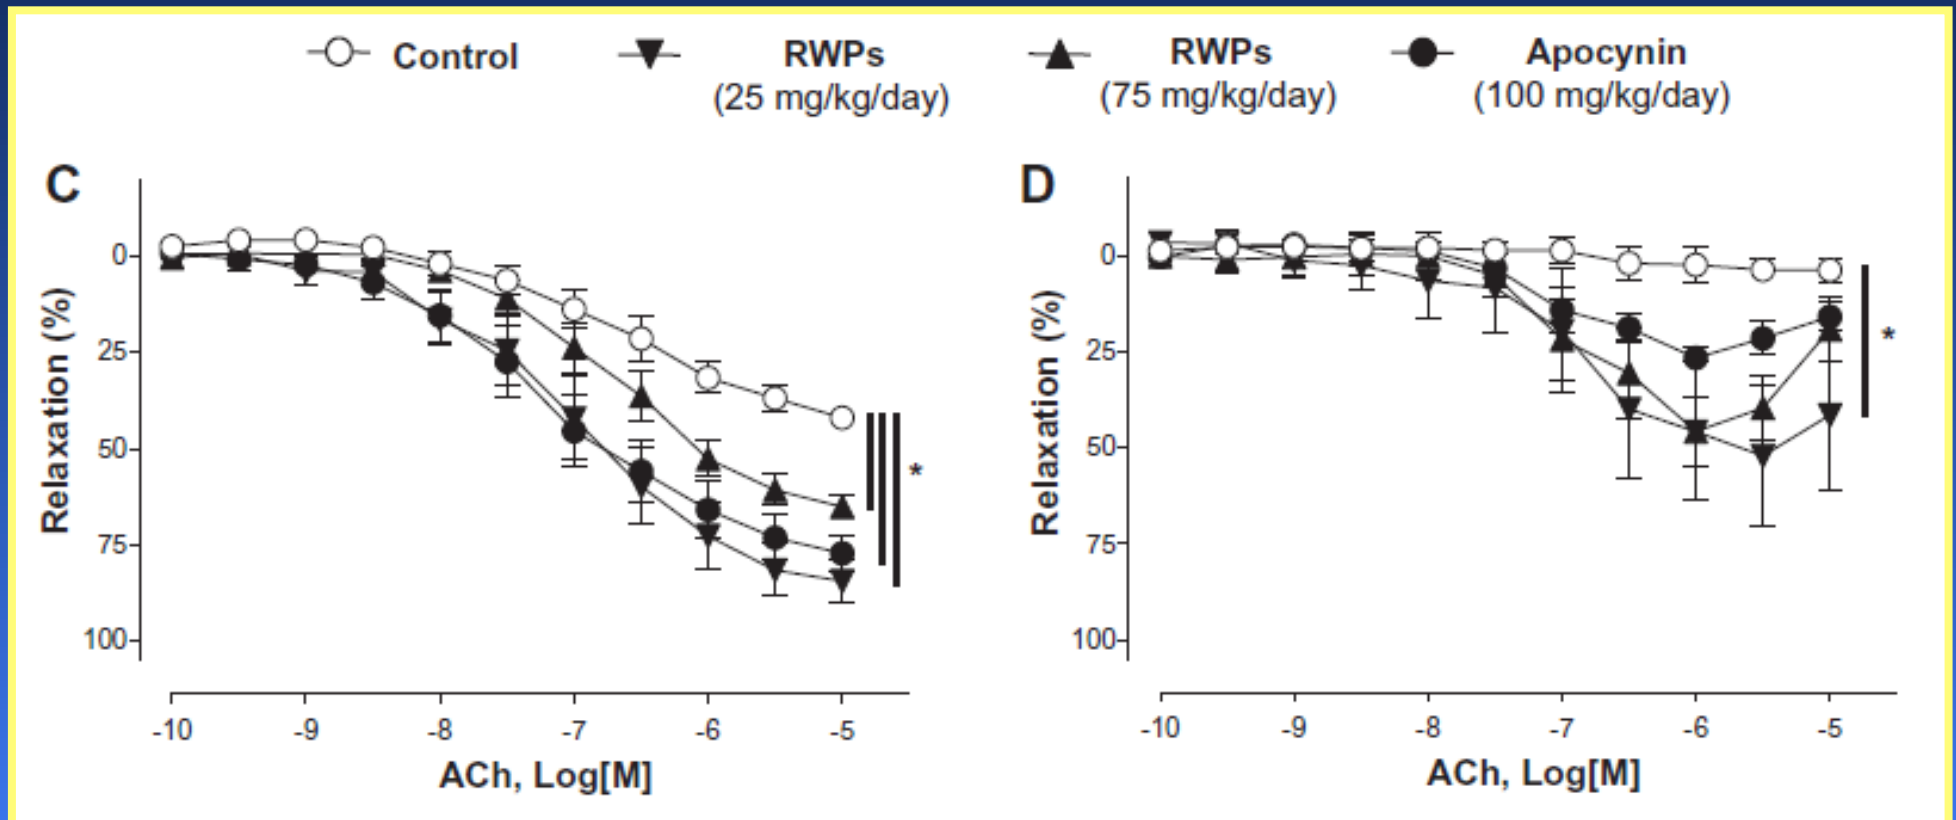 Control RWPs RWPs Apocynin
(25 mg/kg/day) (75 mg/kg/day) (100 mg/kg/day)
C
0
25
50
75
100
Relaxation (%)
*
-10 -9 -8 -7 -6 -5
ACh, Log[M]
D
0
25
50
75
100
Relaxation (%)
*
-10 -9 -8 -7 -6 -5
ACh, Log[M]